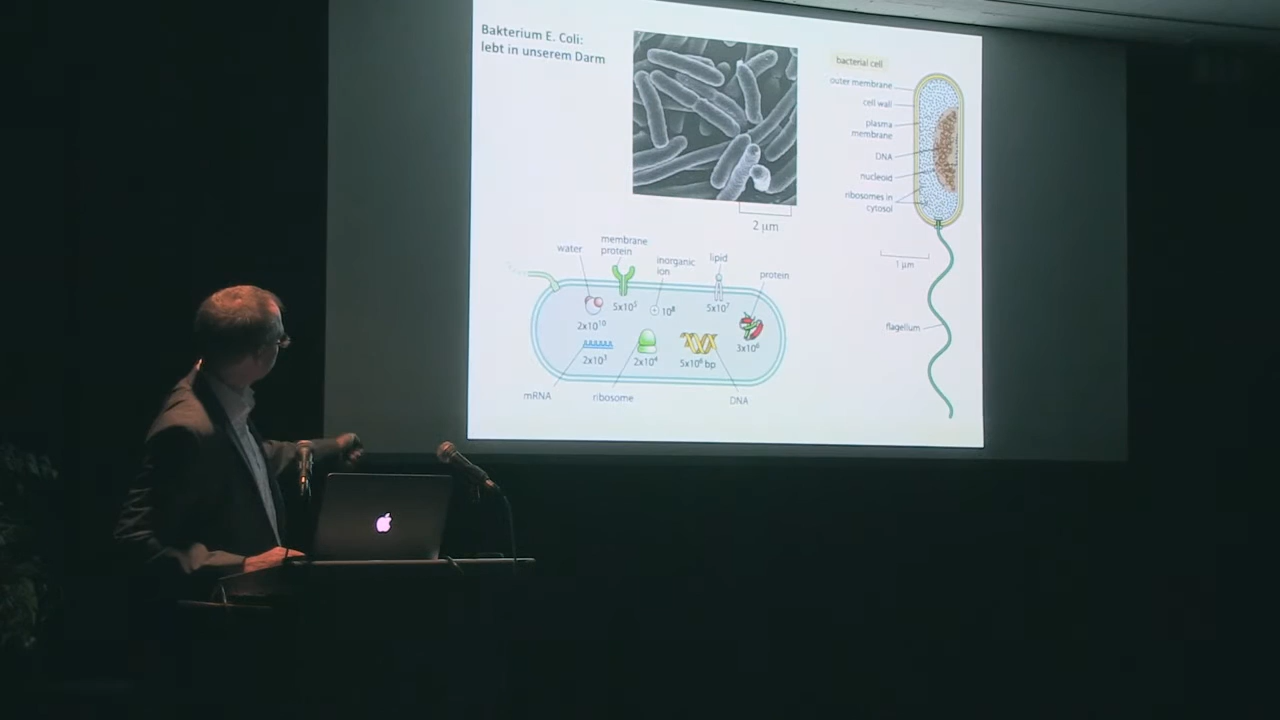 Bakterium E. Coli:
lebt in unserem Darm
2 µm
bacterial cell
outer membrane
cell wall
plasma
membrane
DNA
nucleoid
ribosomes in
cytosol
1 µm
flagellum
water
membrane
protein
inorganic
ion
lipid
protein
2x10¹⁰
5x10⁵
10⁸
5x10⁷
3x10⁶
2x10³
2x10⁴
5x10⁶ bp
mRNA
ribosome
DNA